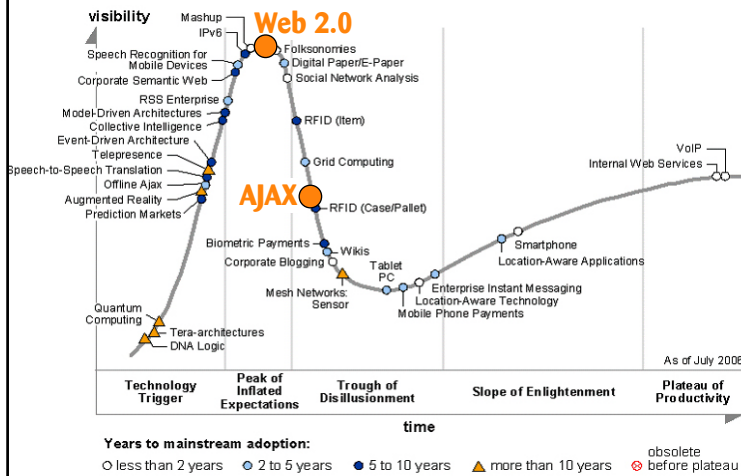 visibility
Mashup
Web 2.0
IPv6
Folksonomies
Speech Recognition for
Mobile Devices
Digital Paper/E-Paper
Corporate Semantic Web
Social Network Analysis
RSS Enterprise
Model-Driven Architectures
Collective Intelligence
RFID (Item)
Event-Driven Architecture
Telepresence
Grid Computing
Speech-to-Speech Translation
Offline Ajax
AJAX
Augmented Reality
Prediction Markets
RFID (Case/Pallet)
Biometric Payments
Wikis
Corporate Blogging
Mesh Networks:
Sensor
Tablet
PC
VoIP
Internal Web Services
Smartphone
Location-Aware Applications
Enterprise Instant Messaging
Location-Aware Technology
Mobile Phone Payments
Quantum
Computing
Tera-architectures
DNA Logic
As of July 2006
Technology
Trigger
Peak of
Inflated
Expectations
Trough of
Disillusionment
Slope of Enlightenment
Plateau of
Productivity
time
Years to mainstream adoption:
less than 2 years
2 to 5 years
5 to 10 years
more than 10 years
obsolete
before plateau